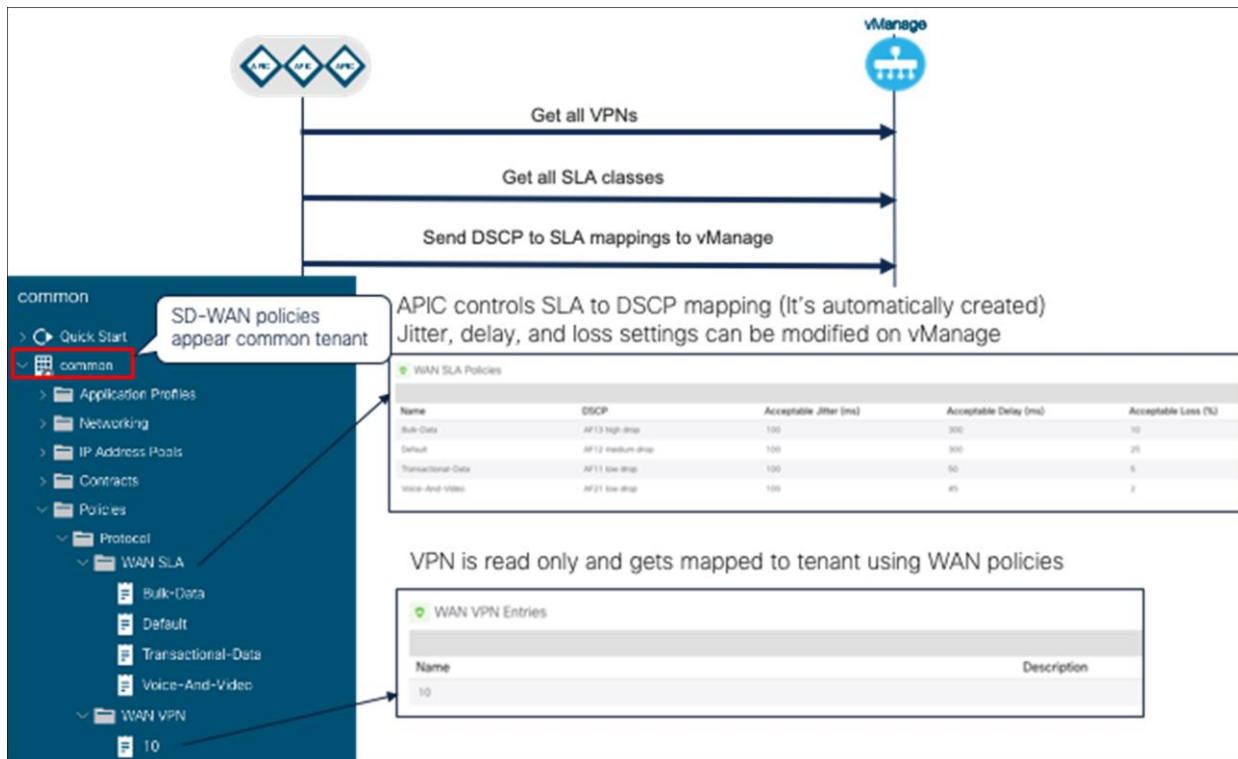 vManage
APIC APIC APIC
Get all VPNs
Get all SLA classes
Send DSCP to SLA mappings to vManage
common
SD-WAN policies
appear common tenant
Quick Start
common
Application Profiles
Networking
IP Address Pools
Contracts
Policies
Protocol
WAN SLA
Bulk-Data
Default
Transactional-Data
Voice-And-Video
WAN VPN
10
APIC controls SLA to DSCP mapping (It's automatically created)
Jitter, delay, and loss settings can be modified on vManage
WAN SLA Policies
Name DSCP Acceptable Jitter (ms) Acceptable Delay (ms) Acceptable Loss (%)
Bulk-Data AF13 high drop 100 300 10
Default AF12 medium drop 100 300 25
Transactional-Data AF11 low drop 100 50 5
Voice-And-Video AF21 low drop 100 45 2
VPN is read only and gets mapped to tenant using WAN policies
WAN VPN Entries
Name Description
10